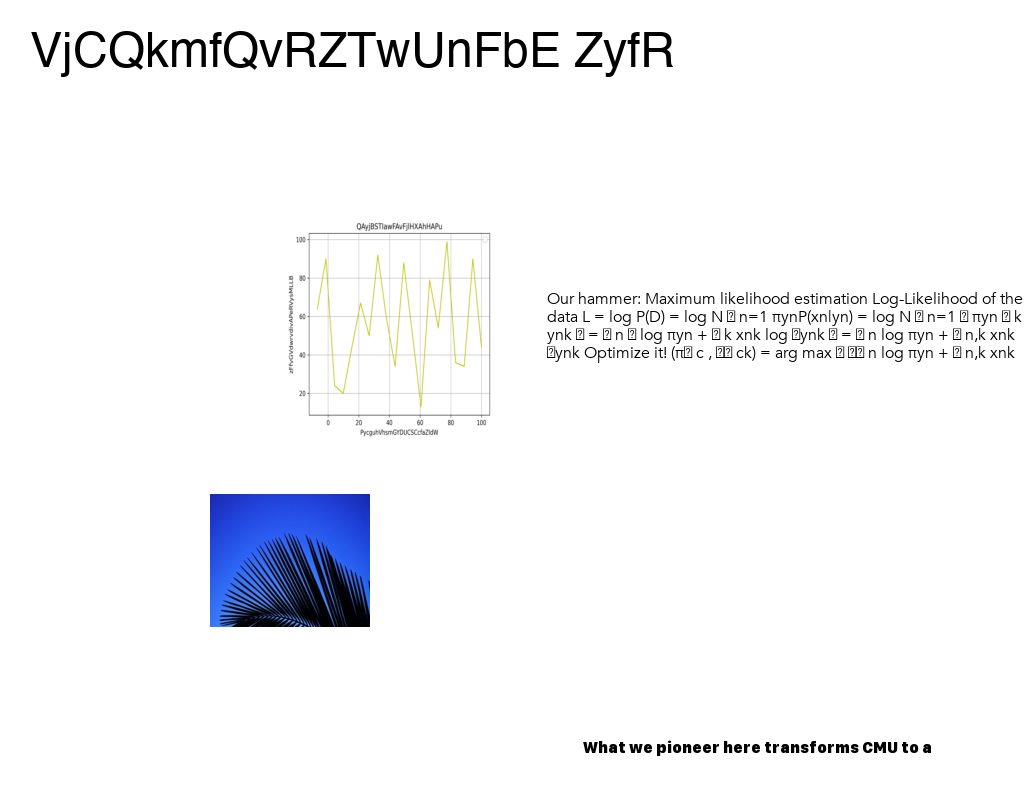 VjCQkmfQvRZTwUnFbE ZyfR
QAyjBSTIawFAvFjlHXAhHAPu
100
80
60
40
20
0 20 40 60 80 100
PycguhVhsmGYDUCSCcfaZIdW
Our hammer: Maximum likelihood estimation Log-Likelihood of the
data L = log P(D) = log N ⍰ n=1 πynP(xnlyn) = log N ⍰ n=1 ⍰ πyn ⍰ k
ynk ⍰ = ⍰ n ⍰ log πyn + ⍰ k xnk log ⍰ynk ⍰ = ⍰ n log πyn + ⍰ n,k xnk
⍰ynk Optimize it! (π⍰ c , ⍰⍰ ck) = arg max ⍰ ⍰⍰ n log πyn + ⍰ n,k xnk
What we pioneer here transforms CMU to a